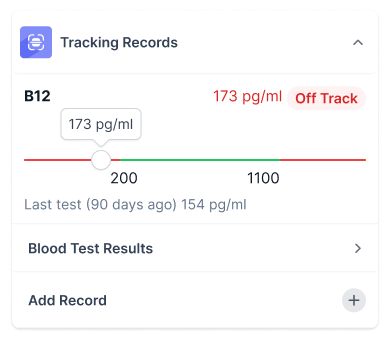 Tracking Records
B12 173 pg/ml Off Track
173 pg/ml
200 1100
Last test (90 days ago) 154 pg/ml
Blood Test Results
Add Record